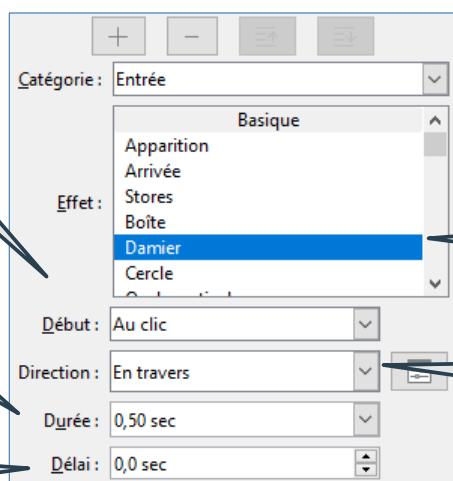 Catégorie : Entrée
Basique
Apparition
Arrivée
Stores
Effet :
Boîte
Damier
Cercle
Début : Au clic
Direction : En travers
Durée : 0,50 sec
Délai : 0,0 sec